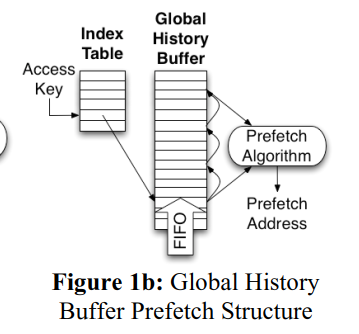 Index
Table
Global
History
Buffer
Access
Key
Prefetch
Algorithm
Prefetch
Address
FIFO
Figure 1b: Global History
Buffer Prefetch Structure